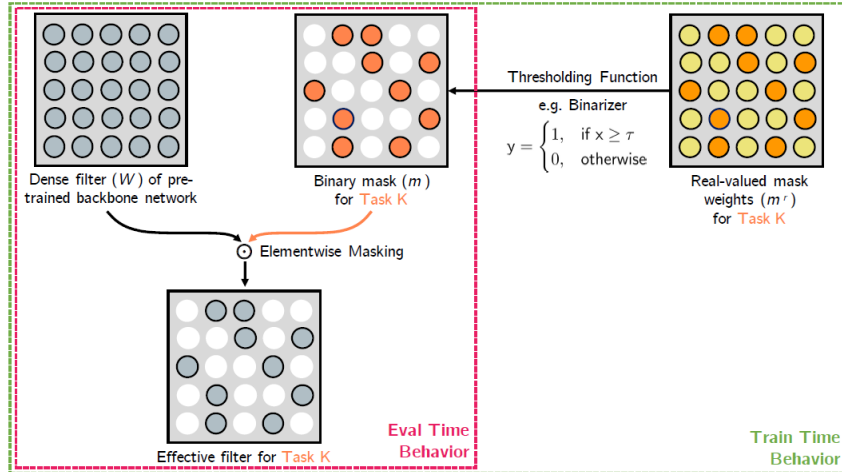 Dense filter (W) of pre-
trained backbone network
Binary mask (m)
for Task K
Thresholding Function
e.g. Binarizer
y = {1, if x ≥ τ
0, otherwise
Real-valued mask
weights (m^r)
for Task K
⊙ Elementwise Masking
Effective filter for Task K
Eval Time
Behavior
Train Time
Behavior